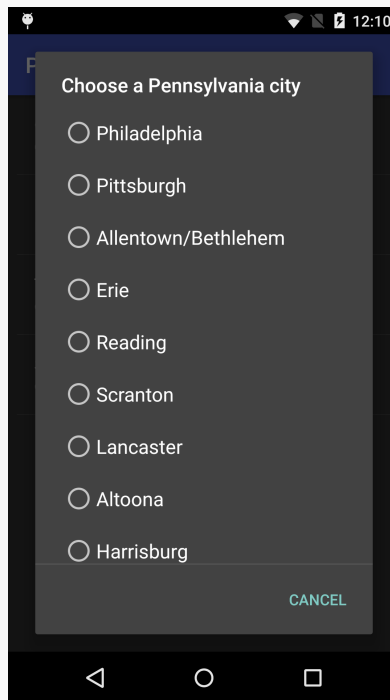 12:10
P
Choose a Pennsylvania city
Philadelphia
Pittsburgh
Allentown/Bethlehem
Erie
Reading
Scranton
Lancaster
Altoona
Harrisburg
CANCEL